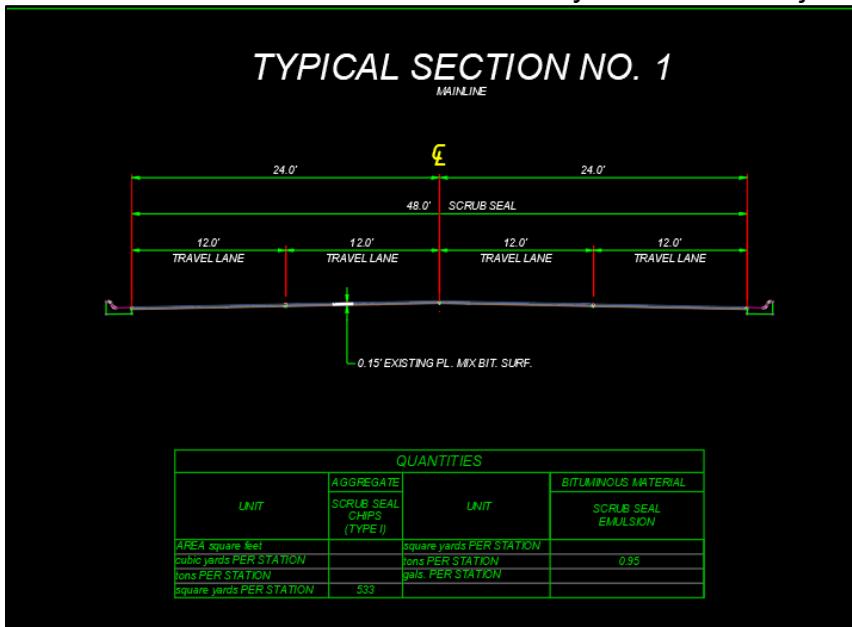 TYPICAL SECTION NO. 1
MAINLINE
℄
24.0' 24.0'
48.0' SCRUB SEAL
12.0' 12.0' 12.0' 12.0'
TRAVEL LANE TRAVEL LANE TRAVEL LANE TRAVEL LANE
0.15' EXISTING PL. MIX BIT. SURF.
QUANTITIES
UNIT
AGGREGATE
SCRUB SEAL
CHIPS
(TYPE I)
UNIT
BITUMINOUS MATERIAL
SCRUB SEAL
EMULSION
AREA square feet square yards PER STATION
cubic yards PER STATION tons PER STATION 0.95
tons PER STATION gals. PER STATION
square yards PER STATION 533